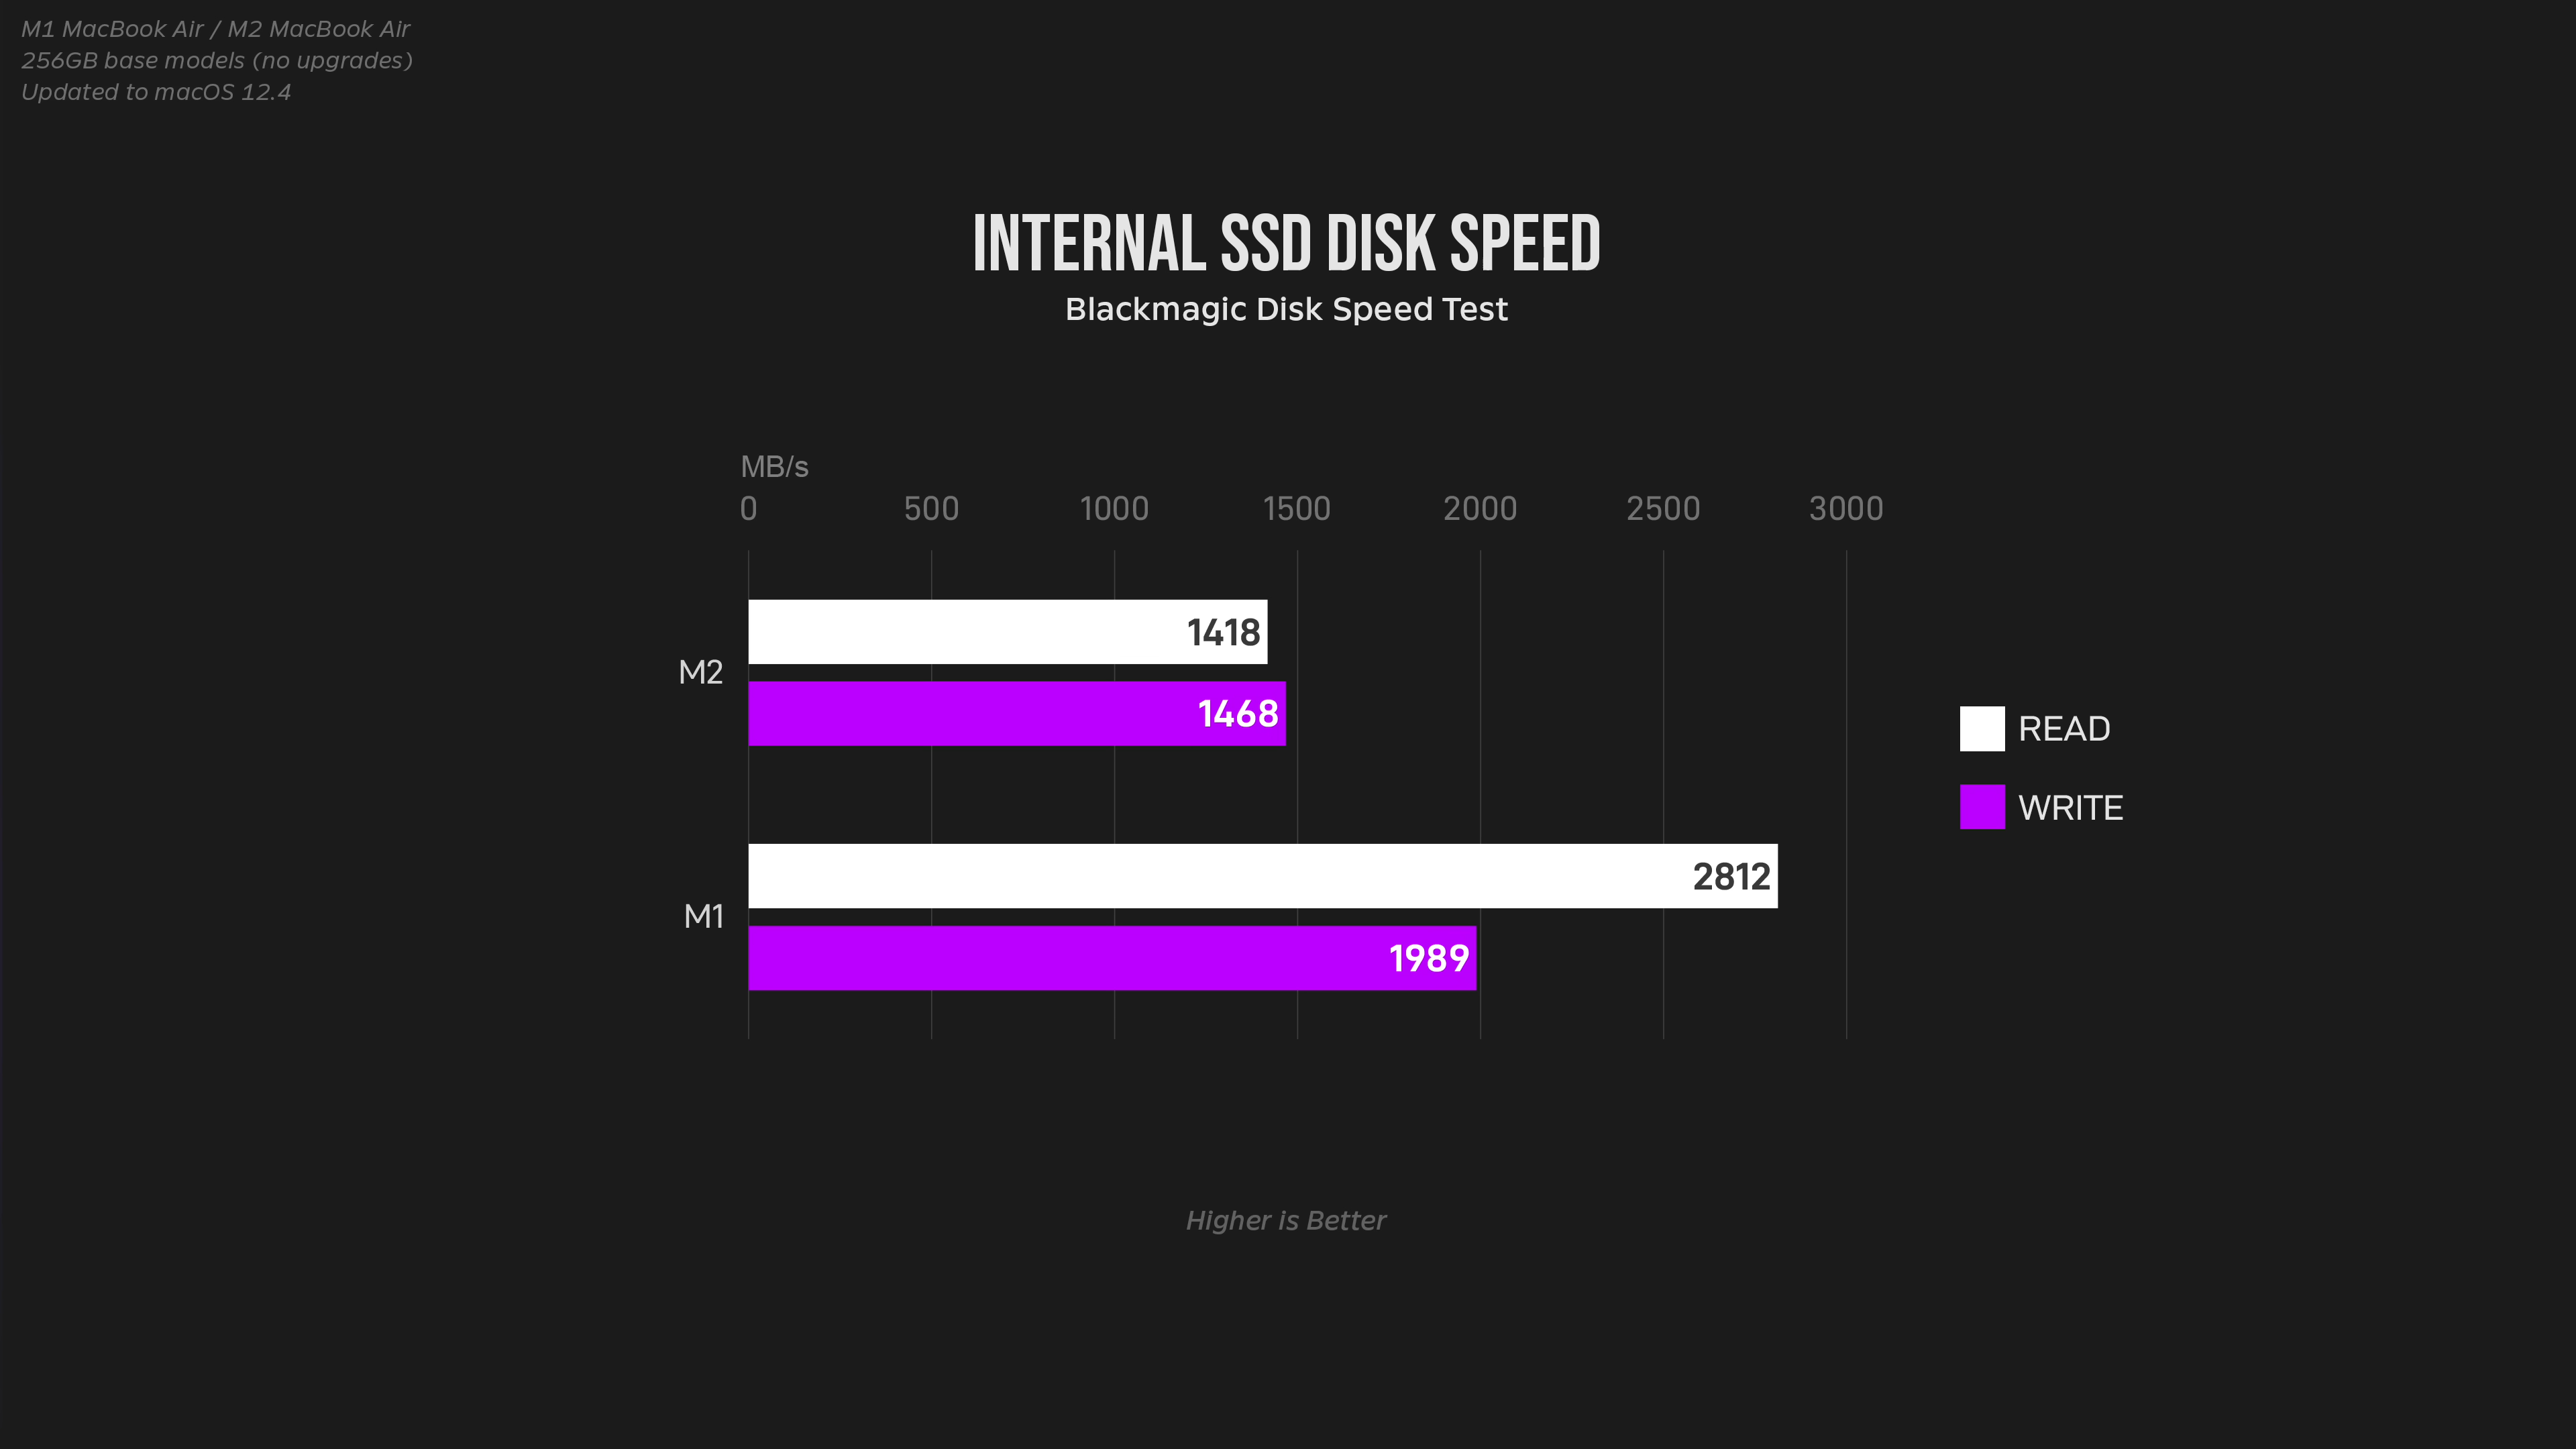 M1 MacBook Air / M2 MacBook Air
256GB base models (no upgrades)
Updated to macOS 12.4
INTERNAL SSD DISK SPEED
Blackmagic Disk Speed Test
MB/s
0 500 1000 1500 2000 2500 3000
M2
1418
1468
M1
2812
1989
READ
WRITE
Higher is Better